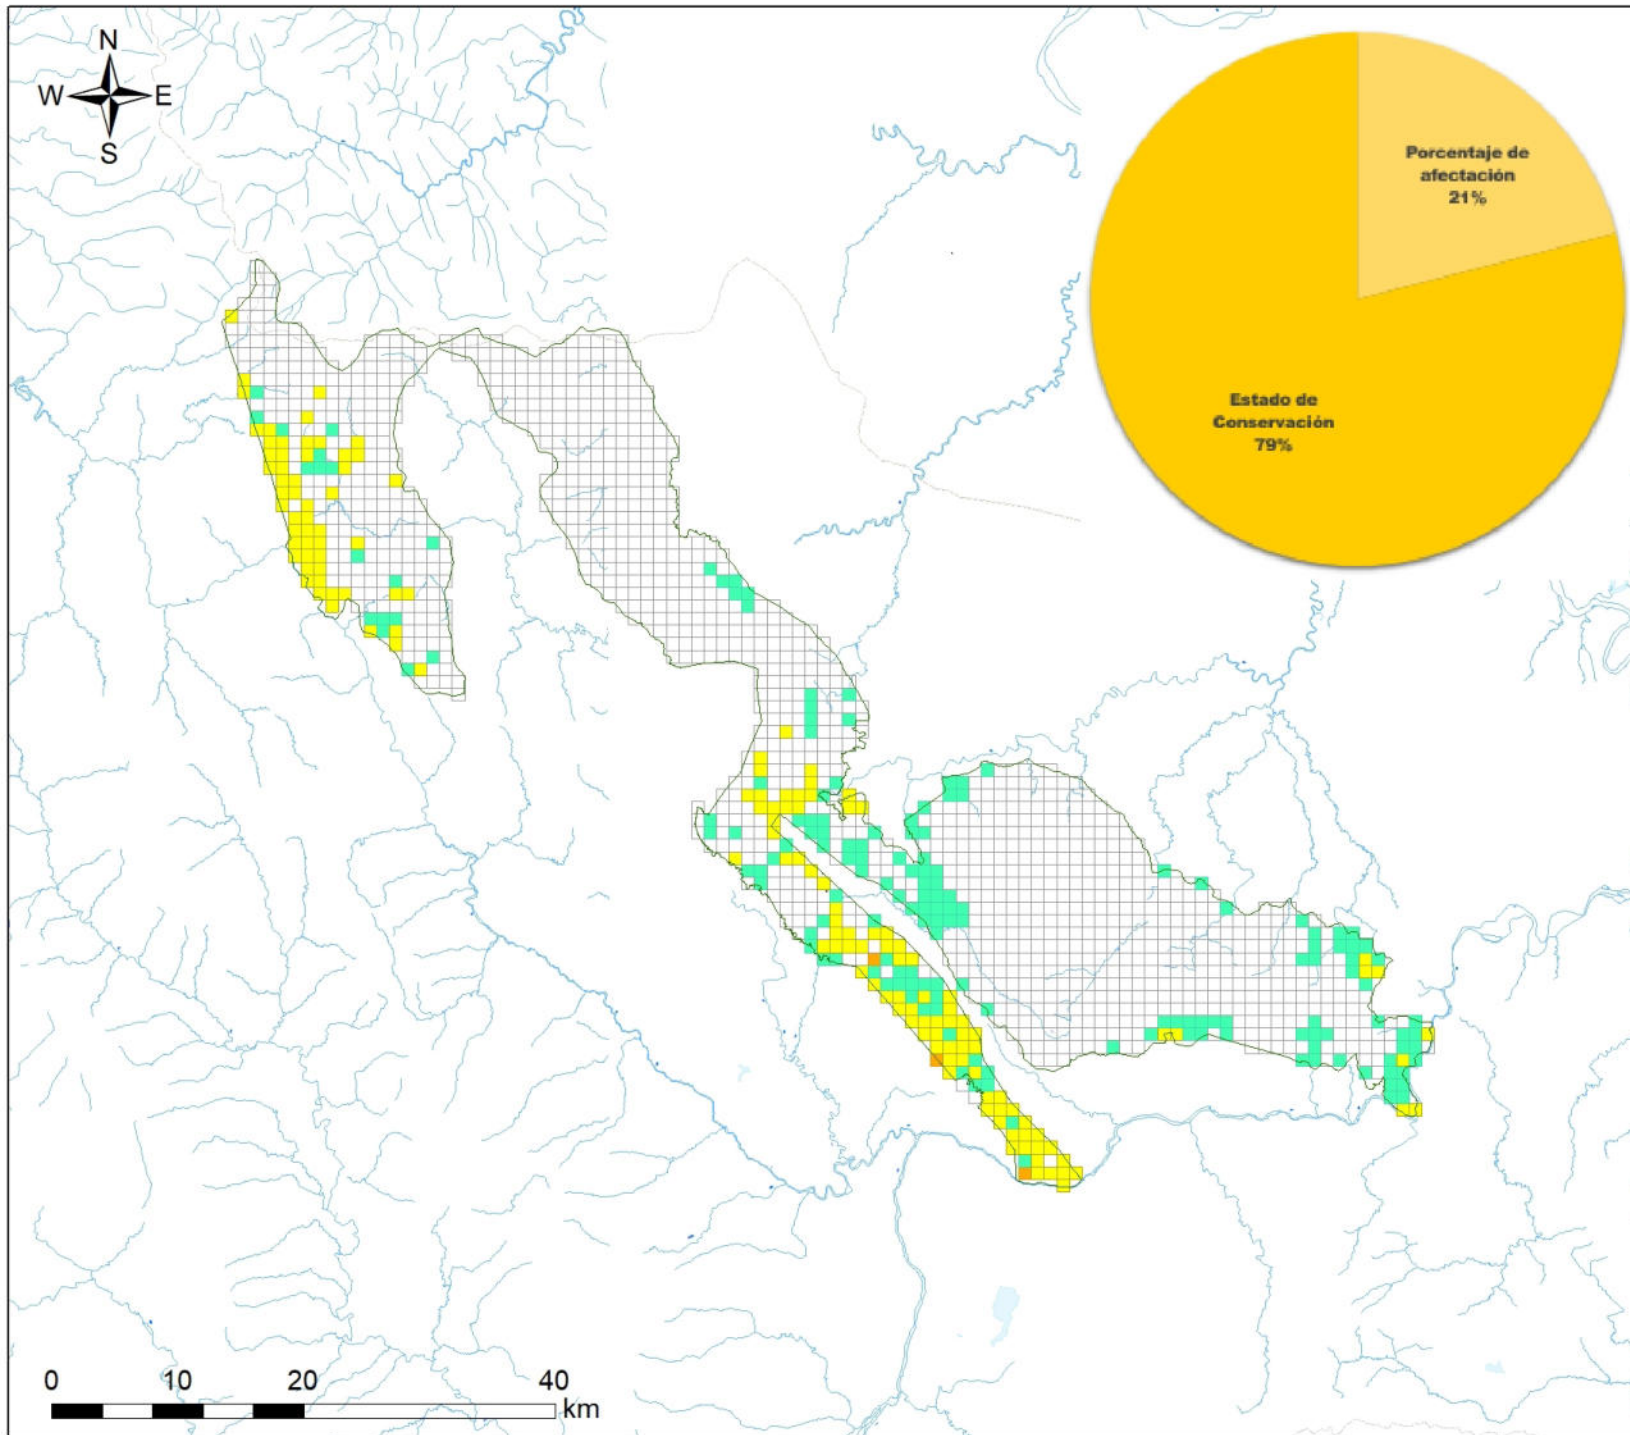 N
W E
S
Porcentaje de
afectación
21%
Estado de
Conservación
79%
0 10 20 40
km